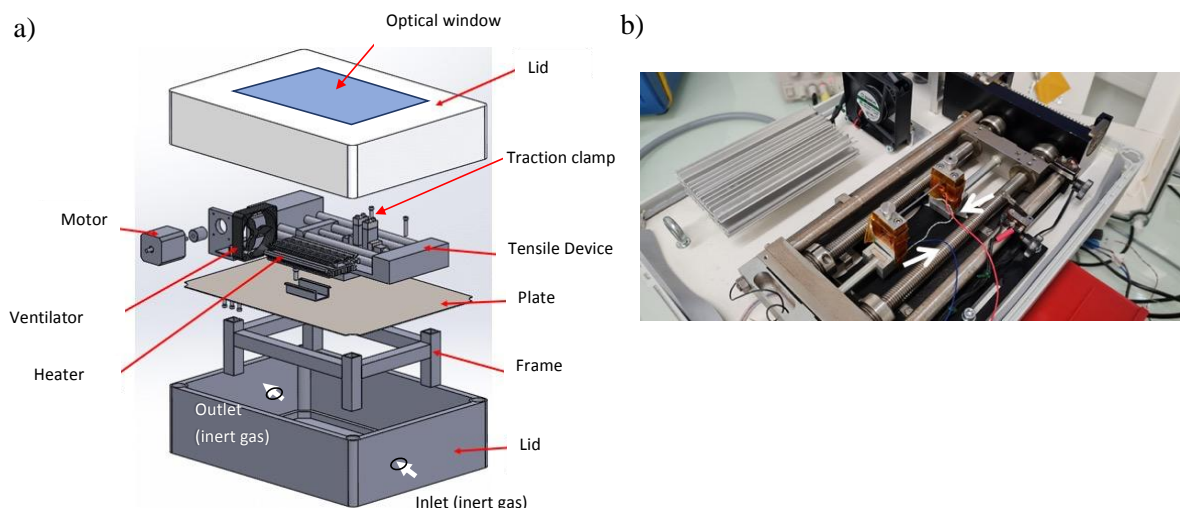 a)
Optical window
Lid
Traction clamp
Motor
Tensile Device
Plate
Ventilator
Frame
Heater
Outlet
(inert gas)
Lid
Inlet (inert gas)
b)